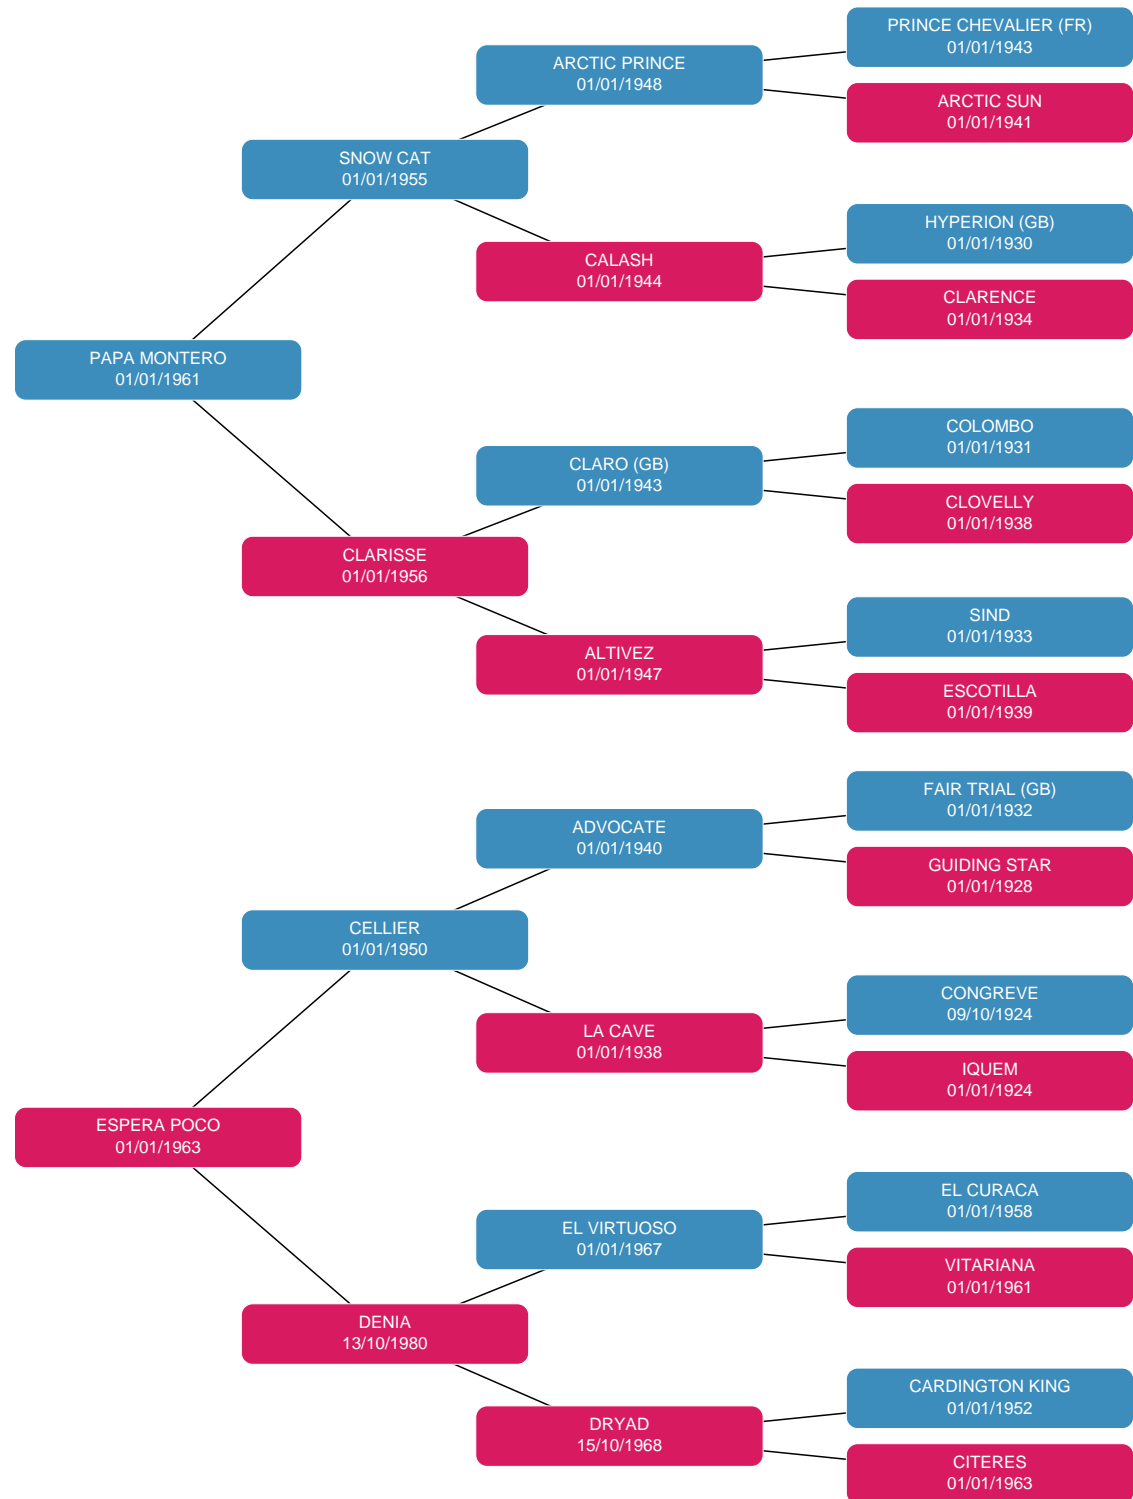 PRINCE CHEVALIER (FR)
01/01/1943
ARCTIC PRINCE
01/01/1948
ARCTIC SUN
01/01/1941
SNOW CAT
01/01/1955
HYPERION (GB)
01/01/1930
CALASH
01/01/1944
CLARENCE
01/01/1934
PAPA MONTERO
01/01/1961
COLOMBO
01/01/1931
CLARO (GB)
01/01/1943
CLOVELLY
01/01/1938
CLARISSE
01/01/1956
SIND
01/01/1933
ALTIVEZ
01/01/1947
ESCOTILLA
01/01/1939
FAIR TRIAL (GB)
01/01/1932
ADVOCATE
01/01/1940
GUIDING STAR
01/01/1928
CELLIER
01/01/1950
CONGREVE
09/10/1924
LA CAVE
01/01/1938
IQUEM
01/01/1924
ESPERA POCO
01/01/1963
EL CURACA
01/01/1958
EL VIRTUOSO
01/01/1967
VITARIANA
01/01/1961
DENIA
13/10/1980
CARDINGTON KING
01/01/1952
DRYAD
15/10/1968
CITERES
01/01/1963